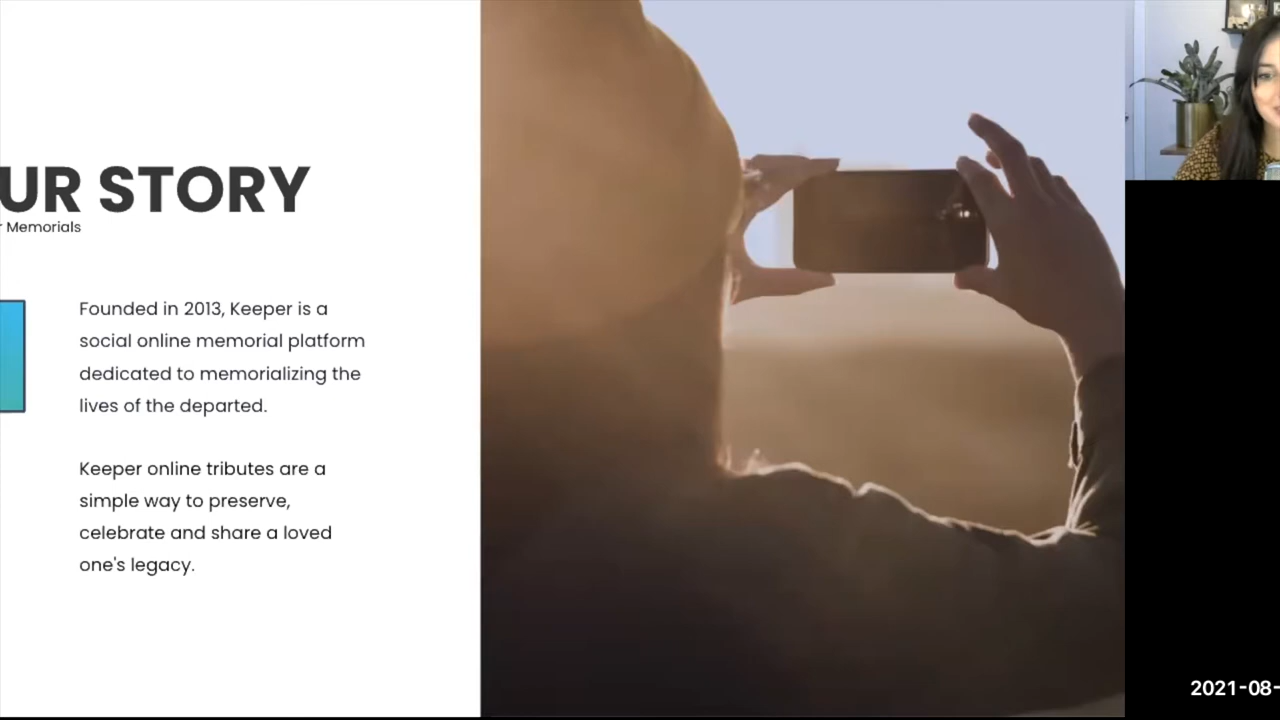 UR STORY
r Memorials
Founded in 2013, Keeper is a
social online memorial platform
dedicated to memorializing the
lives of the departed.
Keeper online tributes are a
simple way to preserve,
celebrate and share a loved
one's legacy.
2021-08-